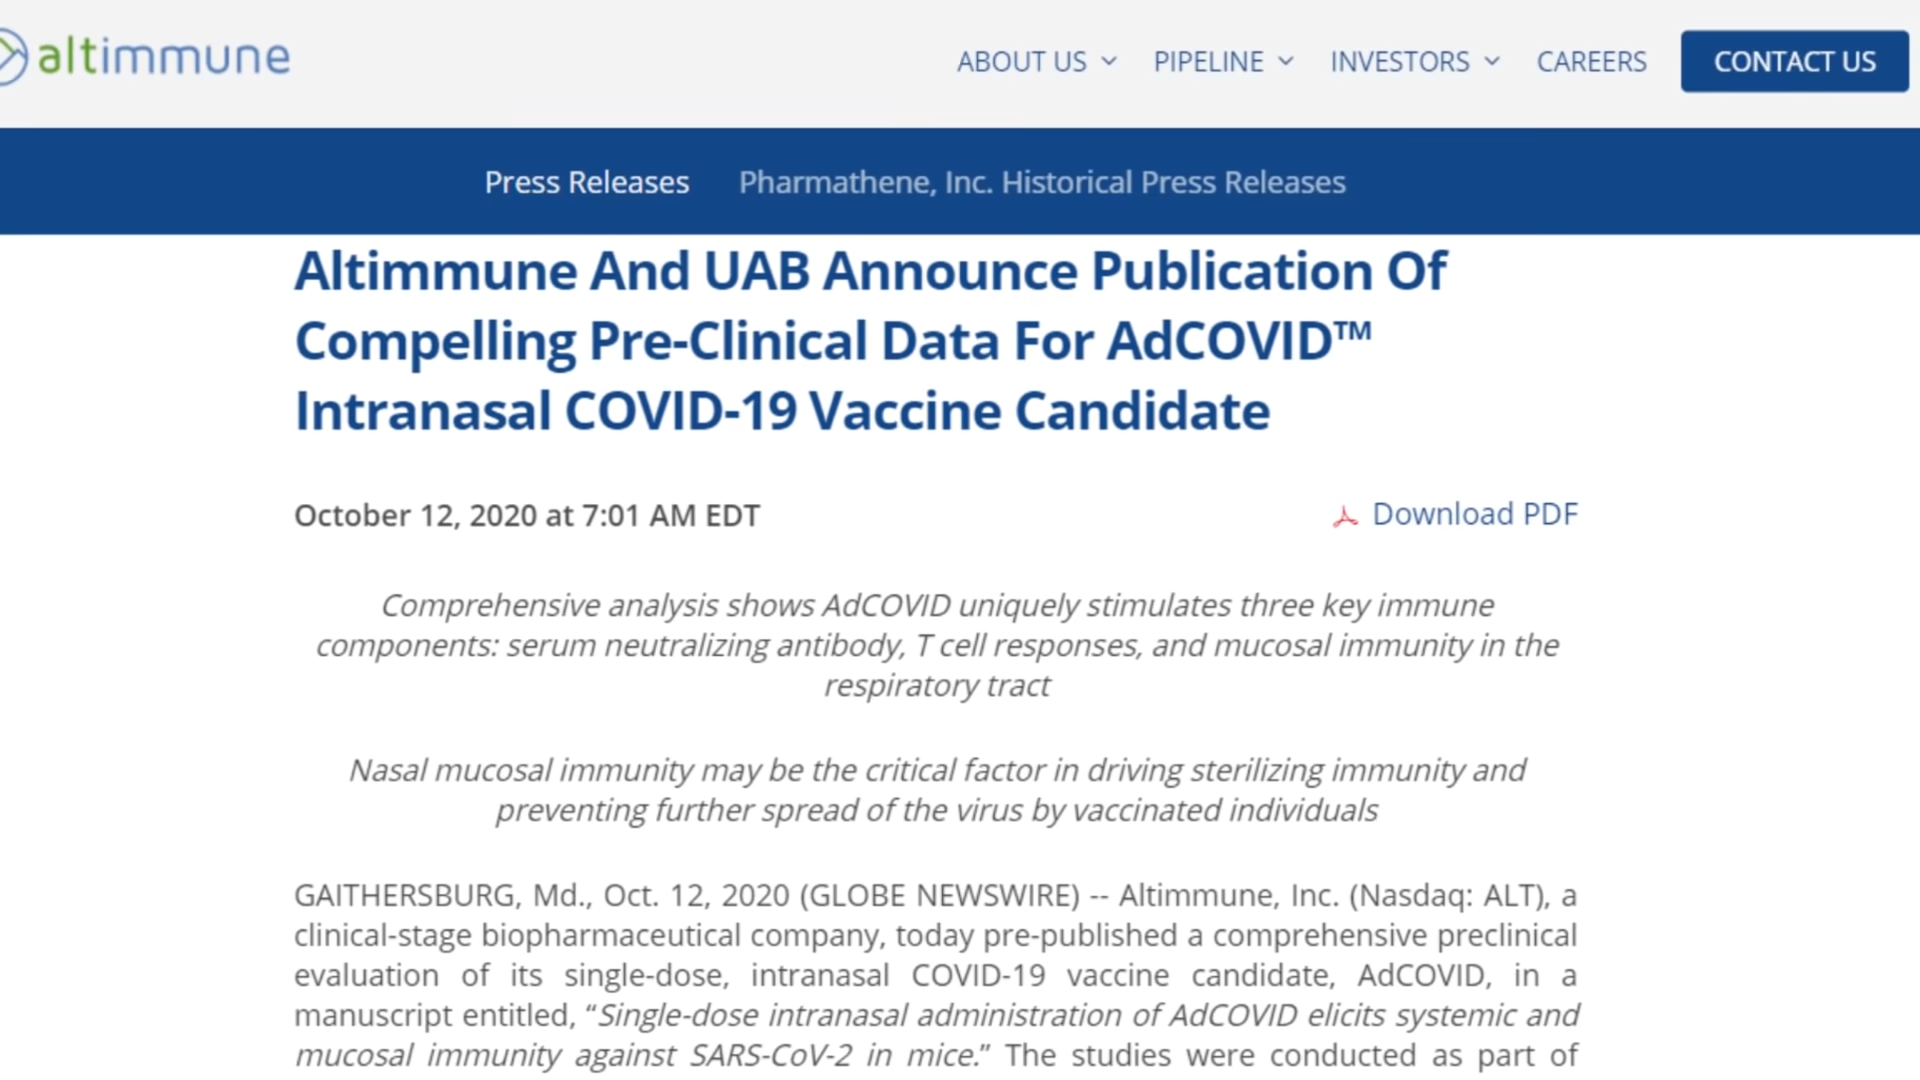 altimmune
ABOUT US PIPELINE INVESTORS CAREERS CONTACT US
Press Releases Pharmathene, Inc. Historical Press Releases
Altimmune And UAB Announce Publication Of
Compelling Pre-Clinical Data For AdCOVID™
Intranasal COVID-19 Vaccine Candidate
October 12, 2020 at 7:01 AM EDT Download PDF
Comprehensive analysis shows AdCOVID uniquely stimulates three key immune
components: serum neutralizing antibody, T cell responses, and mucosal immunity in the
respiratory tract
Nasal mucosal immunity may be the critical factor in driving sterilizing immunity and
preventing further spread of the virus by vaccinated individuals
GAITHERSBURG, Md., Oct. 12, 2020 (GLOBE NEWSWIRE) -- Altimmune, Inc. (Nasdaq: ALT), a
clinical-stage biopharmaceutical company, today pre-published a comprehensive preclinical
evaluation of its single-dose, intranasal COVID-19 vaccine candidate, AdCOVID, in a
manuscript entitled, “Single-dose intranasal administration of AdCOVID elicits systemic and
mucosal immunity against SARS-CoV-2 in mice.” The studies were conducted as part of